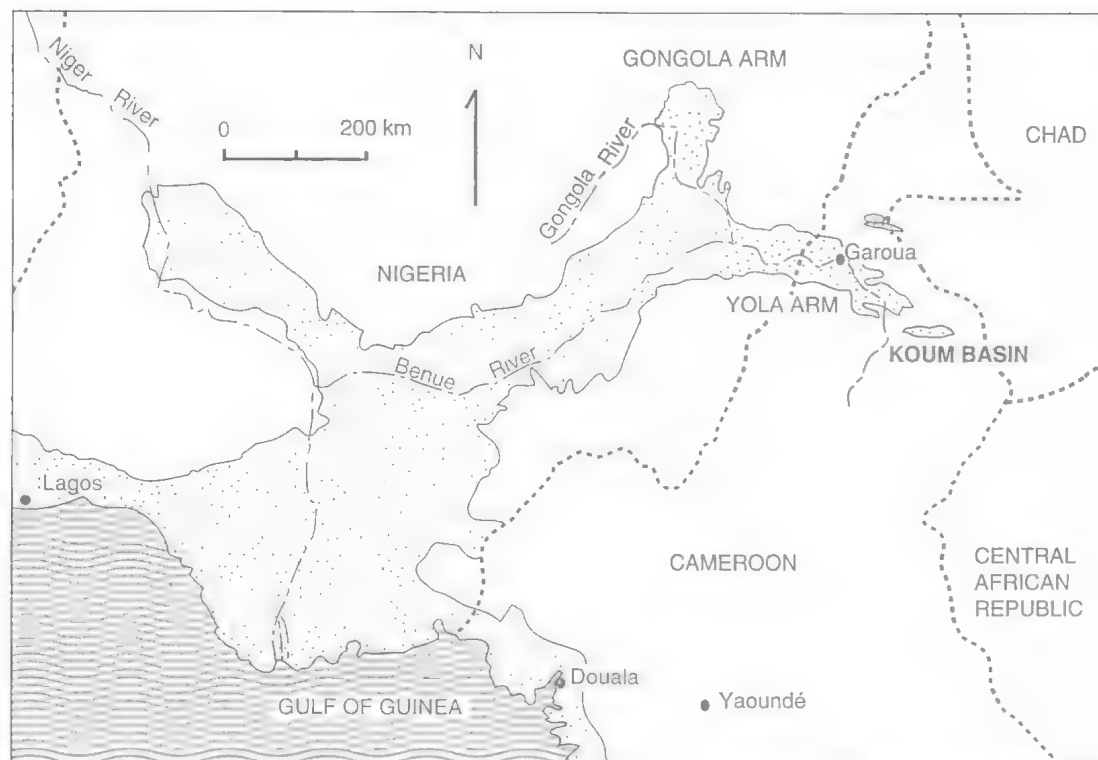 Niger River
N
GONGOLA ARM
0 200 km
CHAD
Gongola River
Garoua
NIGERIA
YOLA ARM
KOUM BASIN
Benue River
Lagos
CAMEROON
CENTRAL
AFRICAN
REPUBLIC
Douala
Yaoundé
GULF OF GUINEA